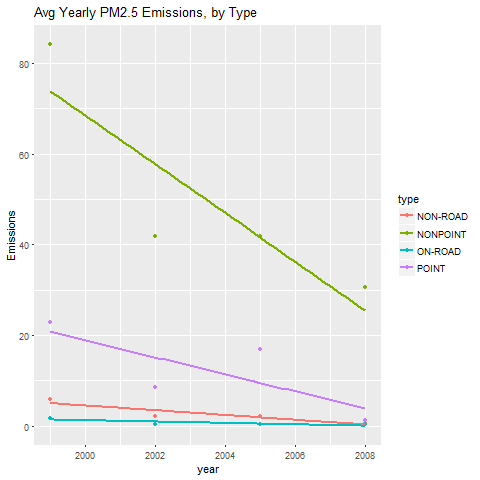 Avg Yearly PM2.5 Emissions, by Type
80
60
40
20
0
Emissions
2000 2002 2004 2006 2008
year
type
NON-ROAD
NONPOINT
ON-ROAD
POINT